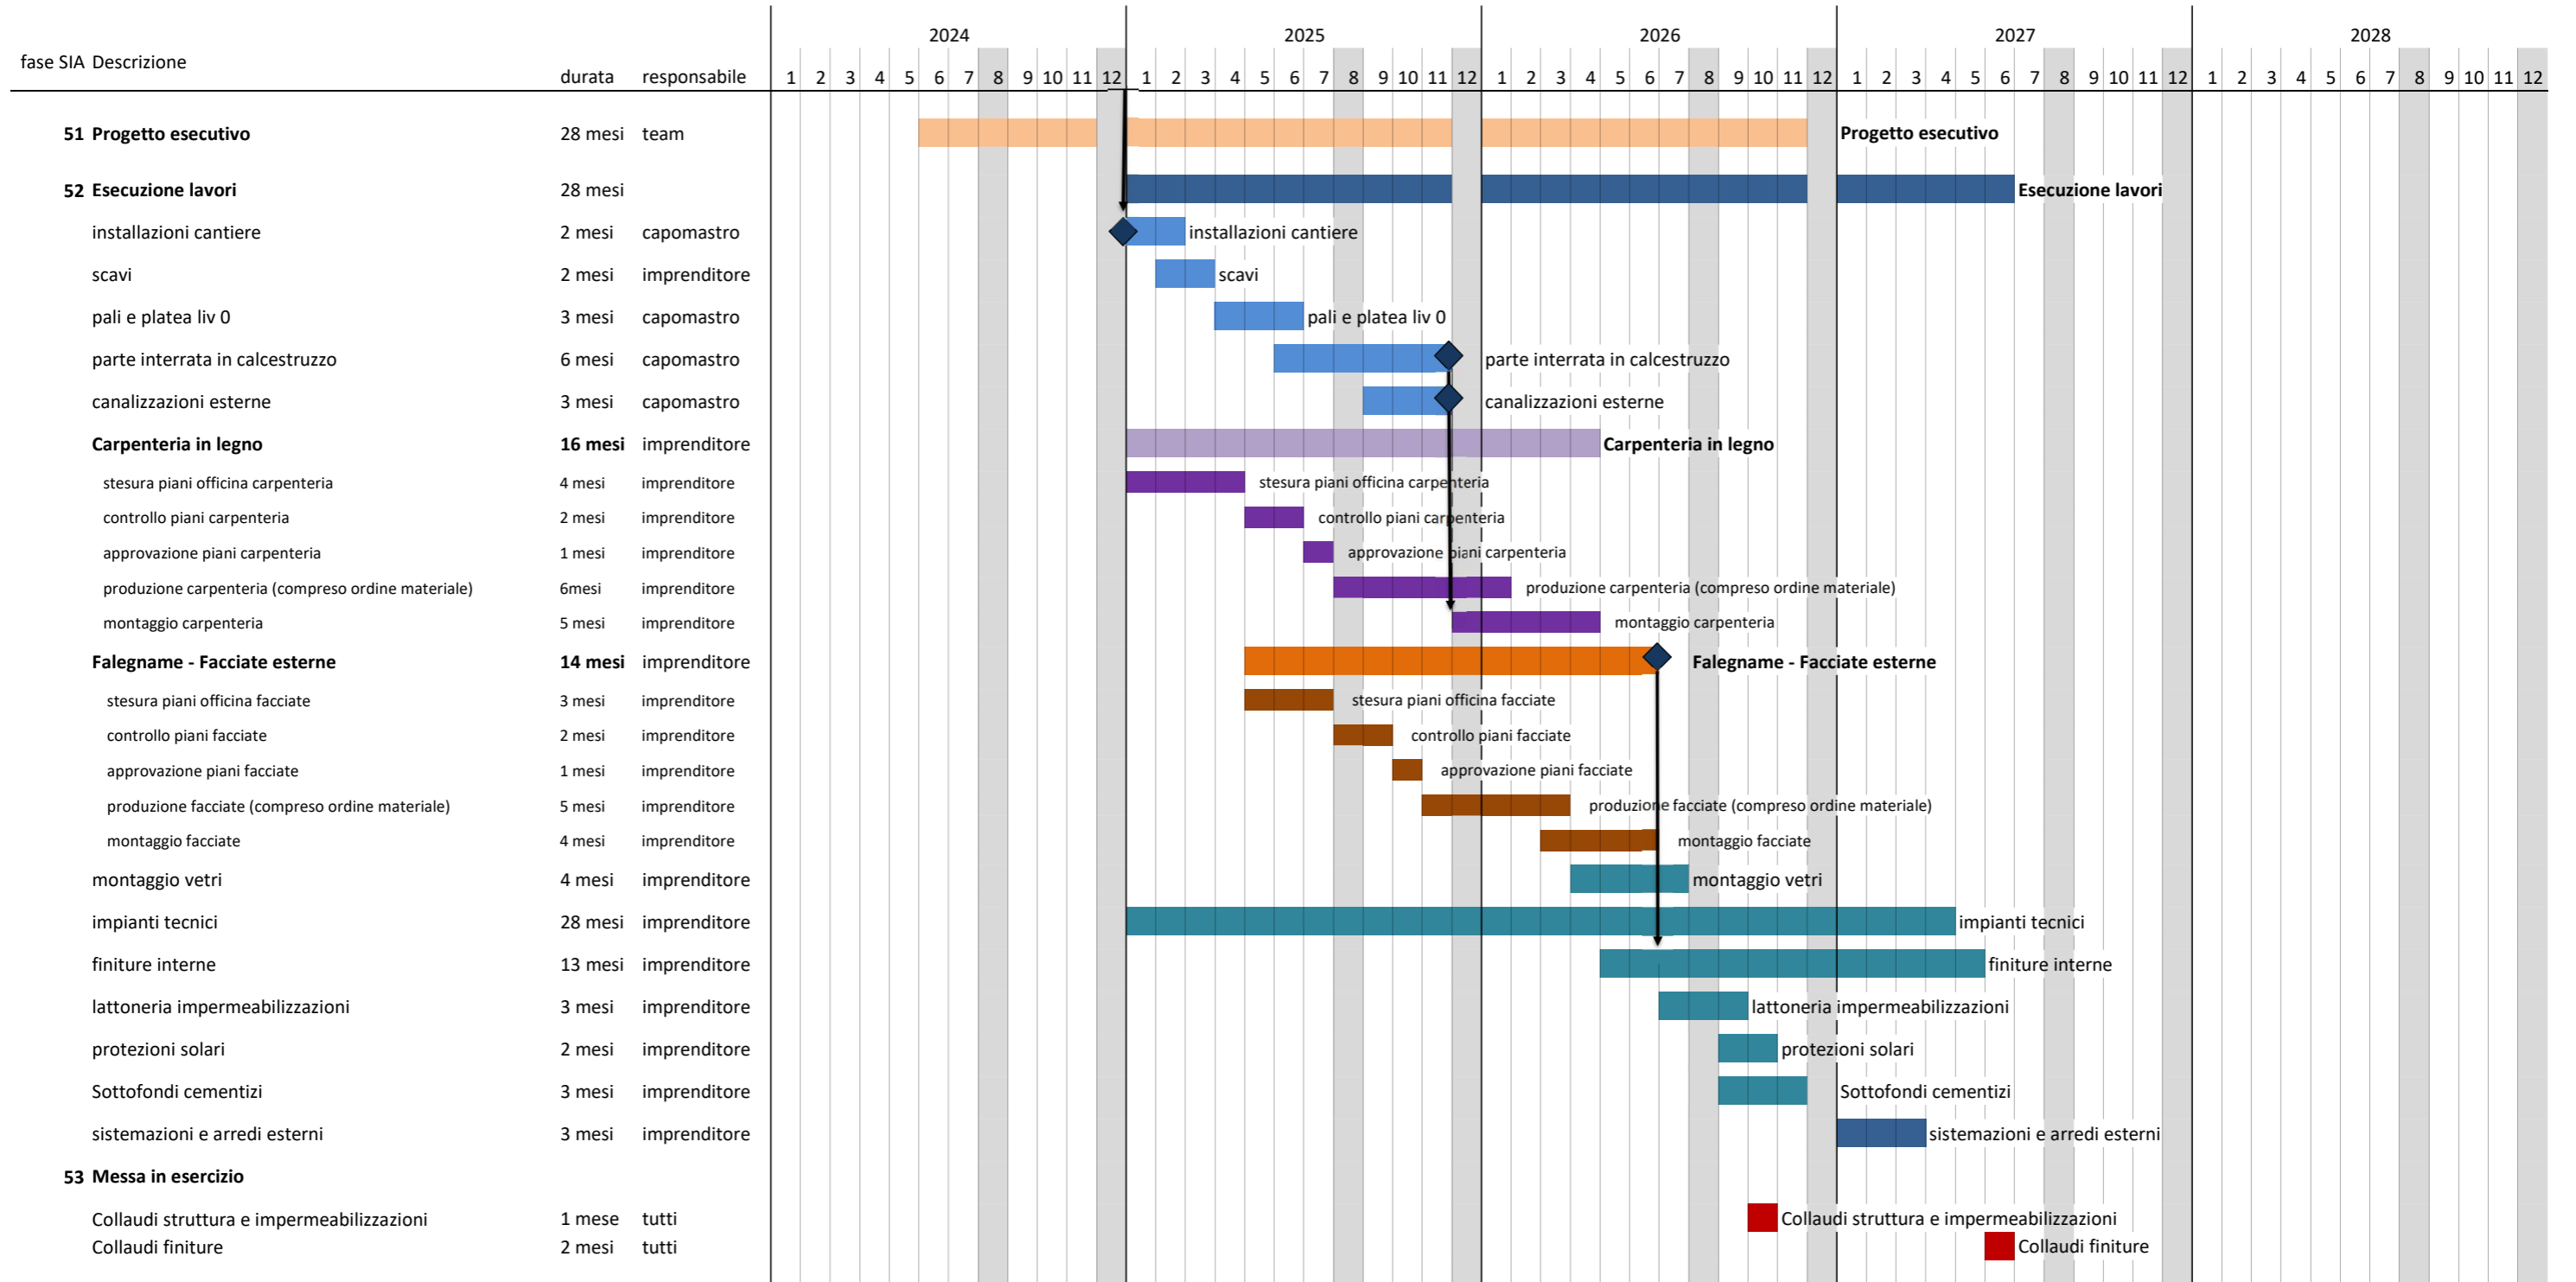 2024 2025 2026 2027 2028
fase SIA Descrizione
durata responsabile 1 2 3 4 5 6 7 8 9 10 11 12 1 2 3 4 5 6 7 8 9 10 11 12 1 2 3 4 5 6 7 8 9 10 11 12 1 2 3 4 5 6 7 8 9 10 11 12 1 2 3 4 5 6 7 8 9 10 11 12
51 Progetto esecutivo 28 mesi team Progetto esecutivo
52 Esecuzione lavori 28 mesi Esecuzione lavori
installazioni cantiere 2 mesi capomastro installazioni cantiere
scavi 2 mesi imprenditore scavi
pali e platea liv 0 3 mesi capomastro pali e platea liv 0
parte interrata in calcestruzzo 6 mesi capomastro parte interrata in calcestruzzo
canalizzazioni esterne 3 mesi capomastro canalizzazioni esterne
Carpenteria in legno 16 mesi imprenditore Carpenteria in legno
stesura piani officina carpenteria 4 mesi imprenditore stesura piani officina carpenteria
controllo piani carpenteria 2 mesi imprenditore controllo piani carpenteria
approvazione piani carpenteria 1 mesi imprenditore approvazione piani carpenteria
produzione carpenteria (compreso ordine materiale) 6mesi imprenditore produzione carpenteria (compreso ordine materiale)
montaggio carpenteria 5 mesi imprenditore montaggio carpenteria
Falegname - Facciate esterne 14 mesi imprenditore Falegname - Facciate esterne
stesura piani officina facciate 3 mesi imprenditore stesura piani officina facciate
controllo piani facciate 2 mesi imprenditore controllo piani facciate
approvazione piani facciate 1 mesi imprenditore approvazione piani facciate
produzione facciate (compreso ordine materiale) 5 mesi imprenditore produzione facciate (compreso ordine materiale)
montaggio facciate 4 mesi imprenditore montaggio facciate
montaggio vetri 4 mesi imprenditore montaggio vetri
impianti tecnici 28 mesi imprenditore impianti tecnici
finiture interne 13 mesi imprenditore finiture interne
lattoneria impermeabilizzazioni 3 mesi imprenditore lattoneria impermeabilizzazioni
protezioni solari 2 mesi imprenditore protezioni solari
Sottofondi cementizi 3 mesi imprenditore Sottofondi cementizi
sistemazioni e arredi esterni 3 mesi imprenditore sistemazioni e arredi esterni
53 Messa in esercizio
Collaudi struttura e impermeabilizzazioni 1 mese tutti Collaudi struttura e impermeabilizzazioni
Collaudi finiture 2 mesi tutti Collaudi finiture